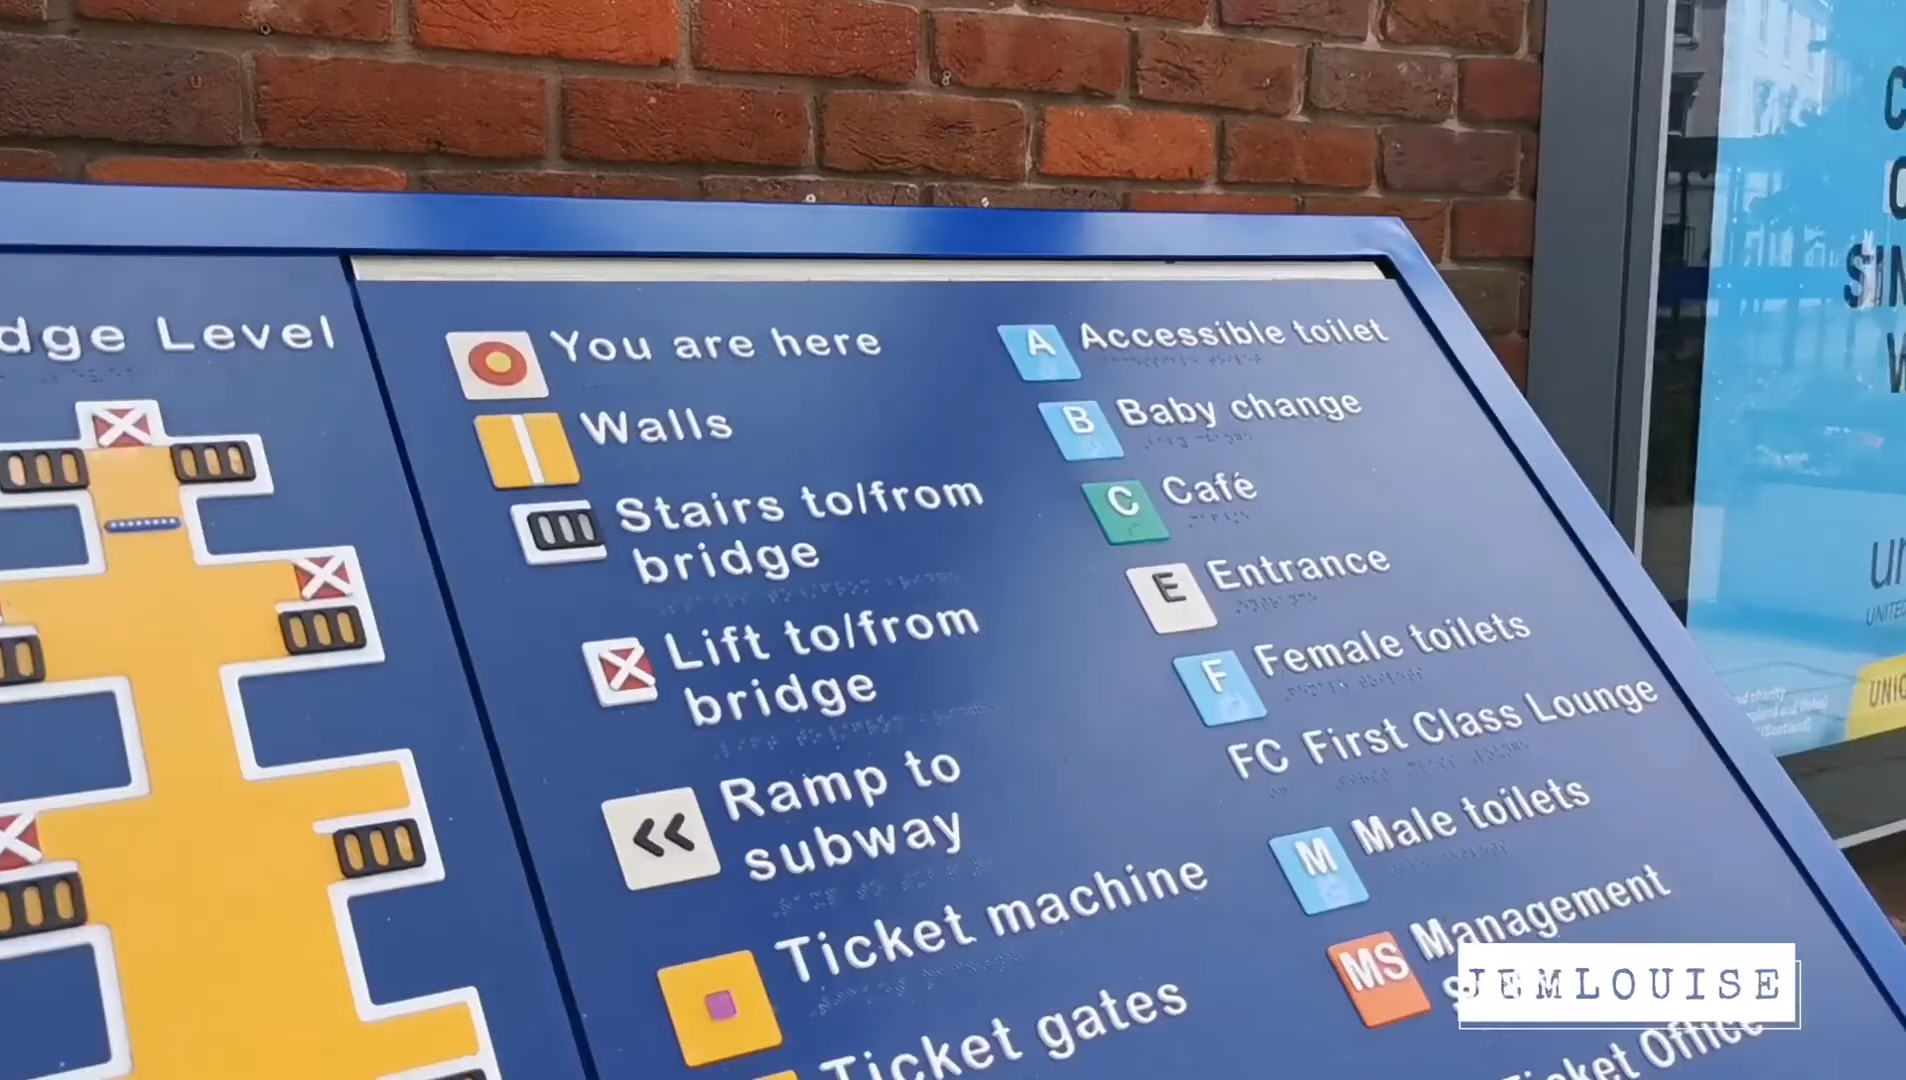 dge Level
You are here
Walls
Stairs to/from
bridge
Lift to/from
bridge
Ramp to
subway
Ticket machine
Ticket gates
A Accessible toilet
B Baby change
C Café
E Entrance
F Female toilets
FC First Class Lounge
M Male toilets
MS Management
Ticket Office
JEMLOUISE
UNITED